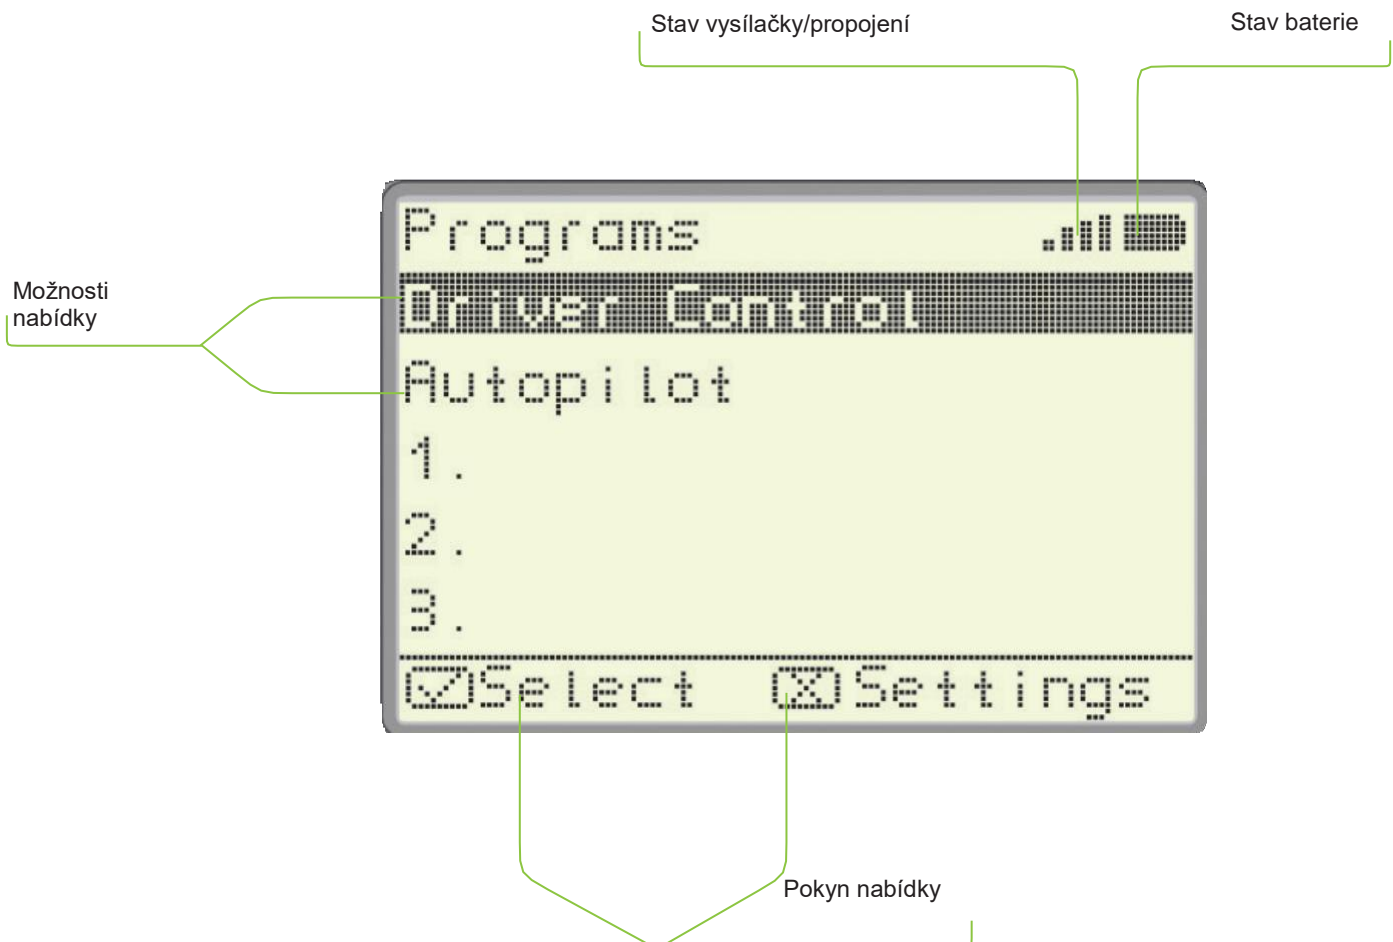 Stav vysílačky/propojení
Stav baterie
Programs
Možnosti
nabídky
Driver Control
Autopilot
1.
2.
3.
Select Settings
Pokyn nabídky